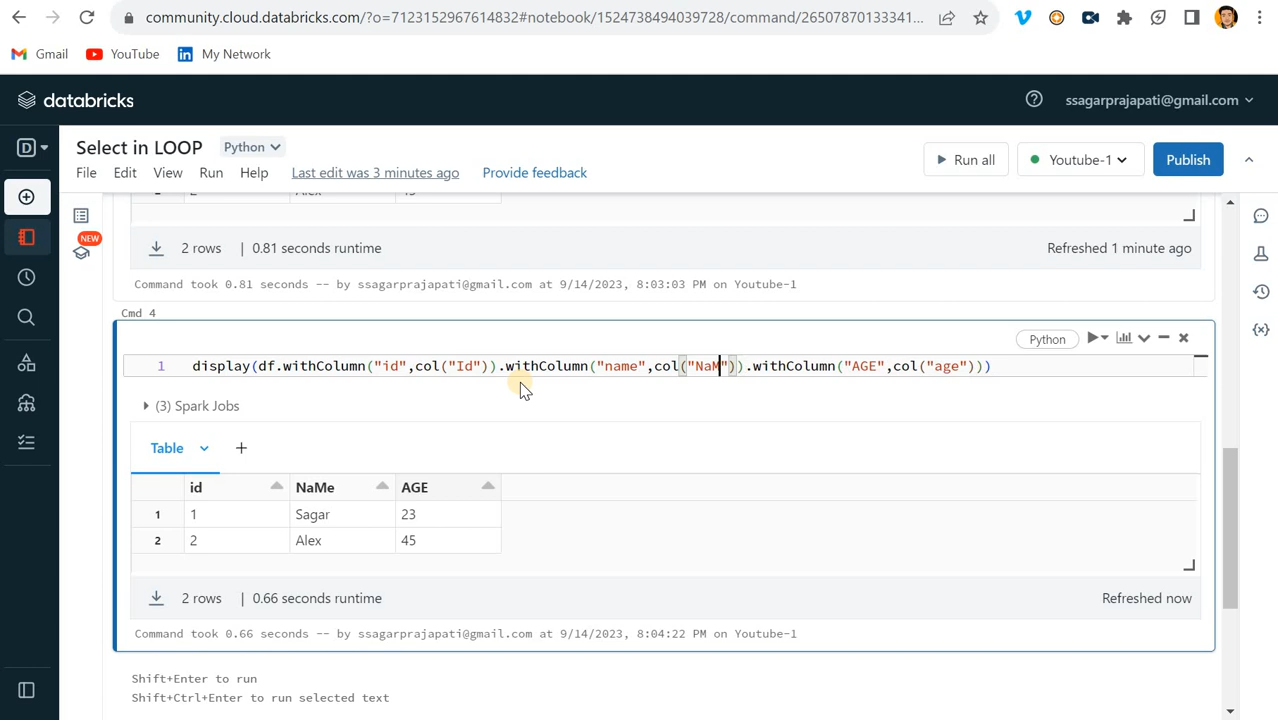 community.cloud.databricks.com/?o=7123152967614832#notebook/1524738494039728/command/26507870133341...
Gmail YouTube My Network
databricks
ssagarprajapati@gmail.com
D
Select in LOOP Python
Run all Youtube-1 Publish
File Edit View Run Help Last edit was 3 minutes ago Provide feedback
NEW
2 rows | 0.81 seconds runtime Refreshed 1 minute ago
Command took 0.81 seconds -- by ssagarprajapati@gmail.com at 9/14/2023, 8:03:03 PM on Youtube-1
Cmd 4
Python
1 display(df.withColumn("id",col("Id")).withColumn("name",col("NaM")).withColumn("AGE",col("age")))
(3) Spark Jobs
Table +
id NaMe AGE
1 1 Sagar 23
2 2 Alex 45
2 rows | 0.66 seconds runtime Refreshed now
Command took 0.66 seconds -- by ssagarprajapati@gmail.com at 9/14/2023, 8:04:22 PM on Youtube-1
Shift+Enter to run
Shift+Ctrl+Enter to run selected text